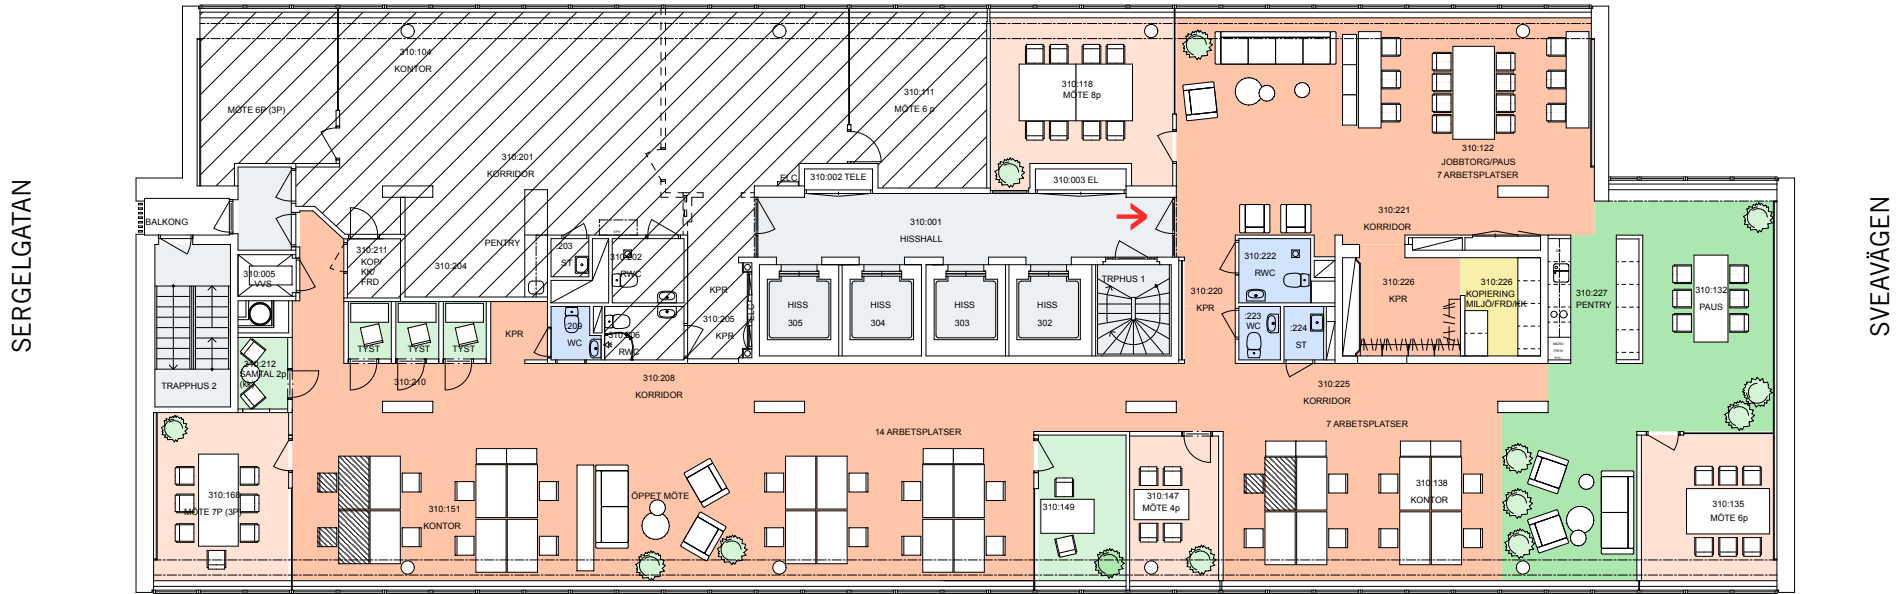 SERGELGATAN
SVEAVÄGEN
310:104
KONTOR
MÖTE 6P (3P)
310:111
MÖTE 6 p
310:118
MÖTE 8p
310:122
JOBBTORG/PAUS
7 ARBETSPLATSER
310:201
KORRIDOR
ELC
310:002 TELE
310:003 EL
BALKONG
310:001
HISSHALL
310:221
KORRIDOR
310:211
KOP/
KK/
FRD
310:204
PENTRY
:203
ST
310:202
RWC
310:005
VVS
KPR
310:205
KPR
ELC
HISS
305
HISS
304
HISS
303
HISS
302
TRPHUS 1
310:220
KPR
310:222
RWC
:223
WC
:224
ST
310:226
KPR
310:226
KOPIERING
MILJÖ/FRD/KK
310:227
PENTRY
310:132
PAUS
TYST
TYST
TYST
KPR
:209
WC
310:206
RWC
310:212
SAMTAL 2p
(kk)
TRAPPHUS 2
310:210
310:208
KORRIDOR
310:225
KORRIDOR
14 ARBETSPLATSER
7 ARBETSPLATSER
310:168
MÖTE 7P (3P)
310:151
KONTOR
ÖPPET MÖTE
310:149
310:147
MÖTE 4p
310:138
KONTOR
310:135
MÖTE 6p